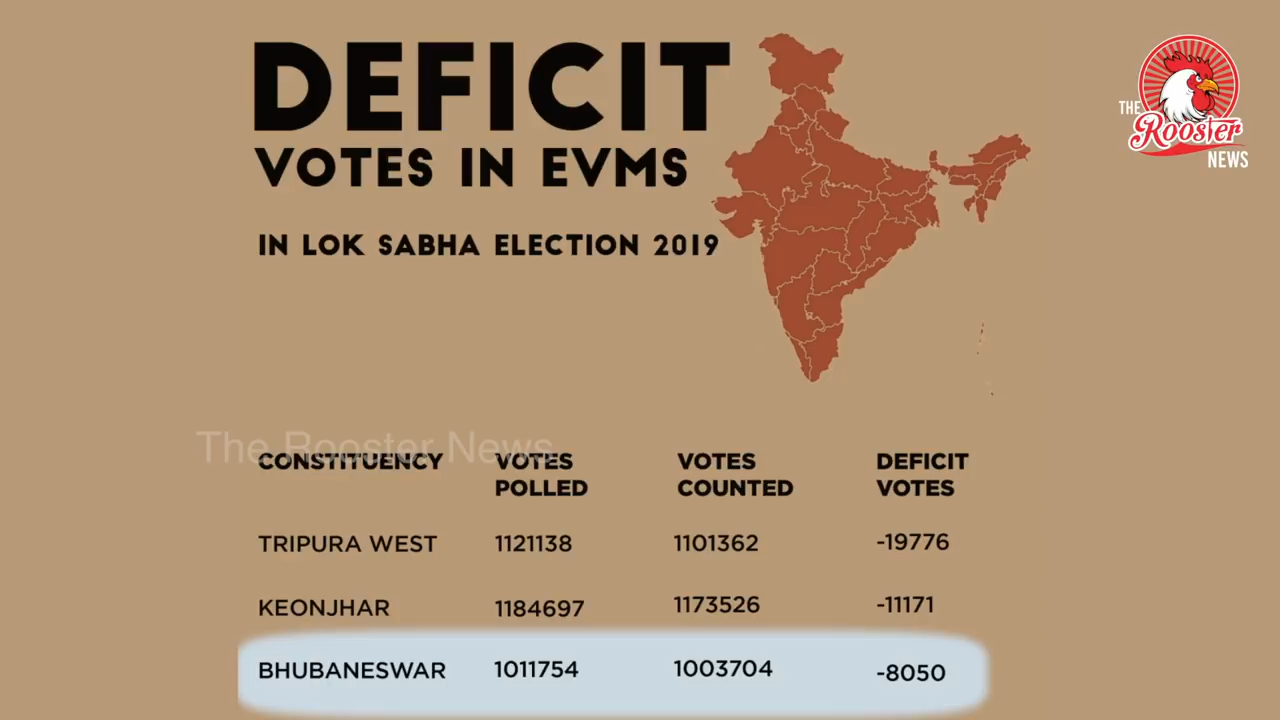 DEFICIT
VOTES IN EVMS
IN LOK SABHA ELECTION 2019
THE
Rooster
NEWS
The Rooster News
CONSTITUENCY VOTES POLLED VOTES COUNTED DEFICIT VOTES
TRIPURA WEST 1121138 1101362 -19776
KEONJHAR 1184697 1173526 -11171
BHUBANESWAR 1011754 1003704 -8050